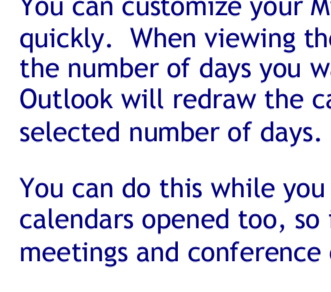 You can customize your M
quickly. When viewing th
the number of days you w
Outlook will redraw the ca
selected number of days.
You can do this while you
calendars opened too, so
meetings and conference